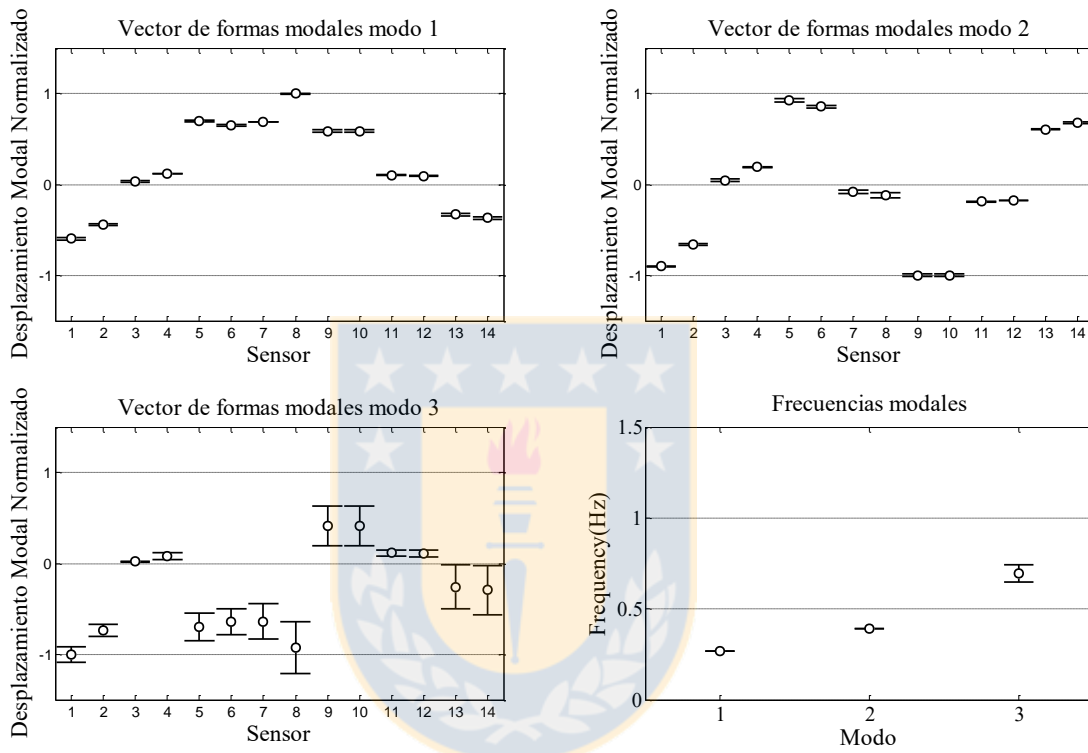 Vector de formas modales modo 1
Desplazamiento Modal Normalizado
1
0
-1
1 2 3 4 5 6 7 8 9 10 11 12 13 14
Sensor
Vector de formas modales modo 2
Desplazamiento Modal Normalizado
1
0
-1
1 2 3 4 5 6 7 8 9 10 11 12 13 14
Sensor
Vector de formas modales modo 3
Desplazamiento Modal Normalizado
1
0
-1
1 2 3 4 5 6 7 8 9 10 11 12 13 14
Sensor
Frecuencias modales
Frequency(Hz)
1.5
1
0.5
0
1 2 3
Modo